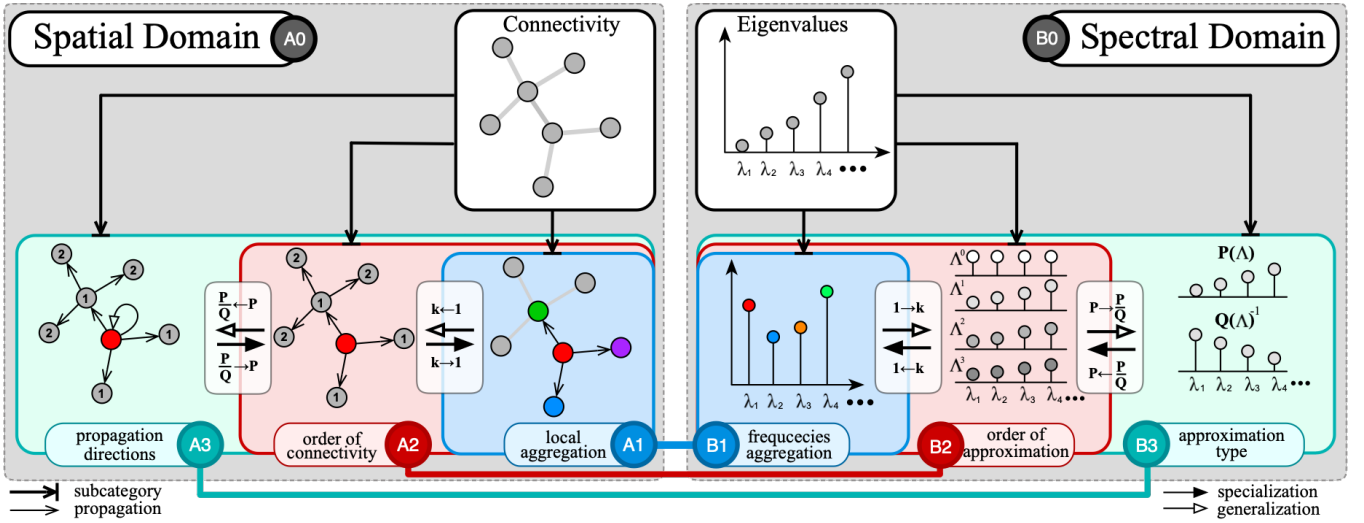 Spatial Domain A0
Connectivity
Eigenvalues
B0 Spectral Domain
λ1 λ2 λ3 λ4 •••
2
2
1
2
2
1
1
P/Q←P
P/Q→P
2
2
1
2
1
1
k←1
k→1
λ1 λ2 λ3 λ4 •••
1→k
1←k
Λ0
Λ1
Λ2
Λ3
λ1 λ2 λ3 λ4 •••
P→P/Q
P←P/Q
P(Λ)
Q(Λ)-1
λ1 λ2 λ3 λ4 •••
propagation
directions
A3
order of
connectivity
A2
local
aggregation
A1
B1
frequcecies
aggregation
B2
order of
approximation
B3
approximation
type
subcategory
propagation
specialization
generalization